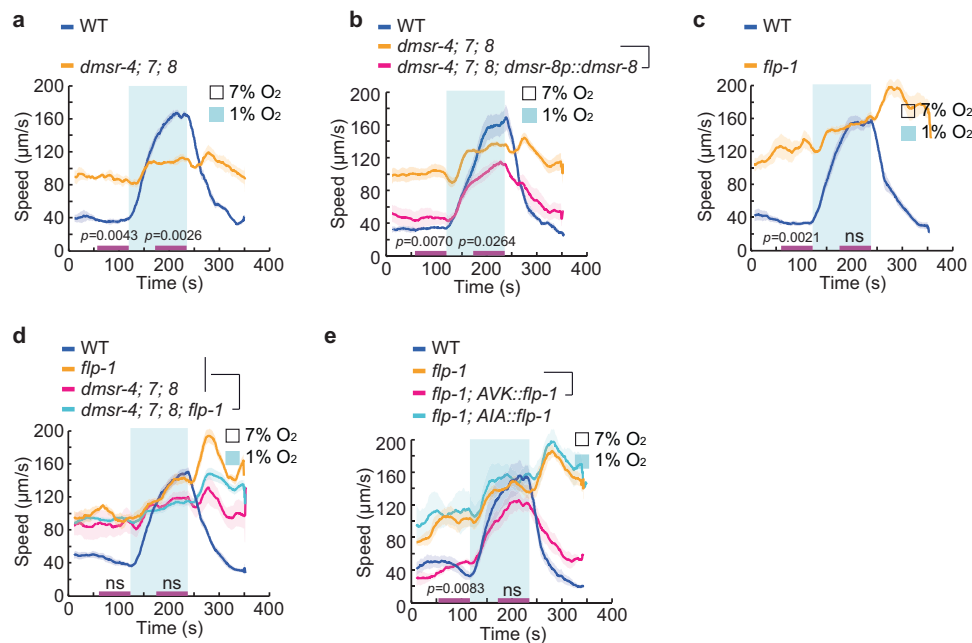 a
WT
dmsr-4; 7; 8
7% O2
1% O2
200
160
120
80
40
0
Speed (µm/s)
p=0.0043
p=0.0026
0
100
200
300
400
Time (s)
b
WT
dmsr-4; 7; 8
dmsr-4; 7; 8; dmsr-8p::dmsr-8
7% O2
1% O2
200
160
120
80
40
0
Speed (µm/s)
p=0.0070
p=0.0264
0
100
200
300
400
Time (s)
c
WT
flp-1
7% O2
1% O2
200
160
120
80
40
0
Speed (µm/s)
p=0.0021
ns
0
100
200
300
400
Time (s)
d
WT
flp-1
dmsr-4; 7; 8
dmsr-4; 7; 8; flp-1
7% O2
1% O2
200
160
120
80
40
0
Speed (µm/s)
ns
ns
0
100
200
300
400
Time (s)
e
WT
flp-1
flp-1; AVK::flp-1
flp-1; AIA::flp-1
7% O2
1% O2
200
160
120
80
40
0
Speed (µm/s)
p=0.0083
ns
0
100
200
300
400
Time (s)